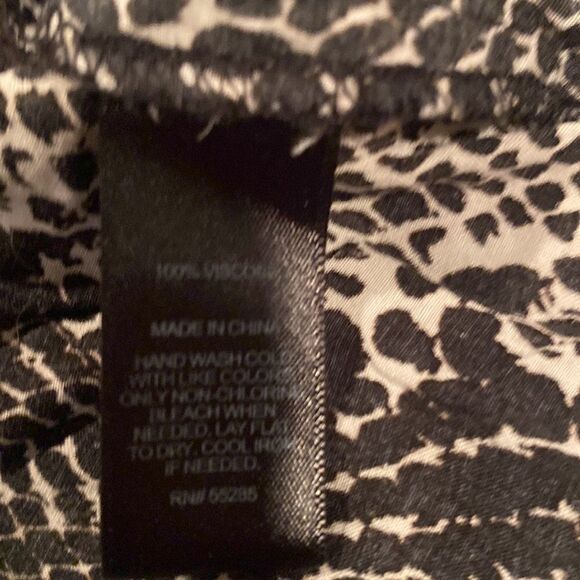 100% VISCOSE
MADE IN CHINA
HAND WASH COLD
WITH LIKE COLORS
ONLY NON-CHLORINE
BLEACH WHEN
NEEDED. LAY FLAT
TO DRY. COOL IRON
IF NEEDED.
RN# 55285